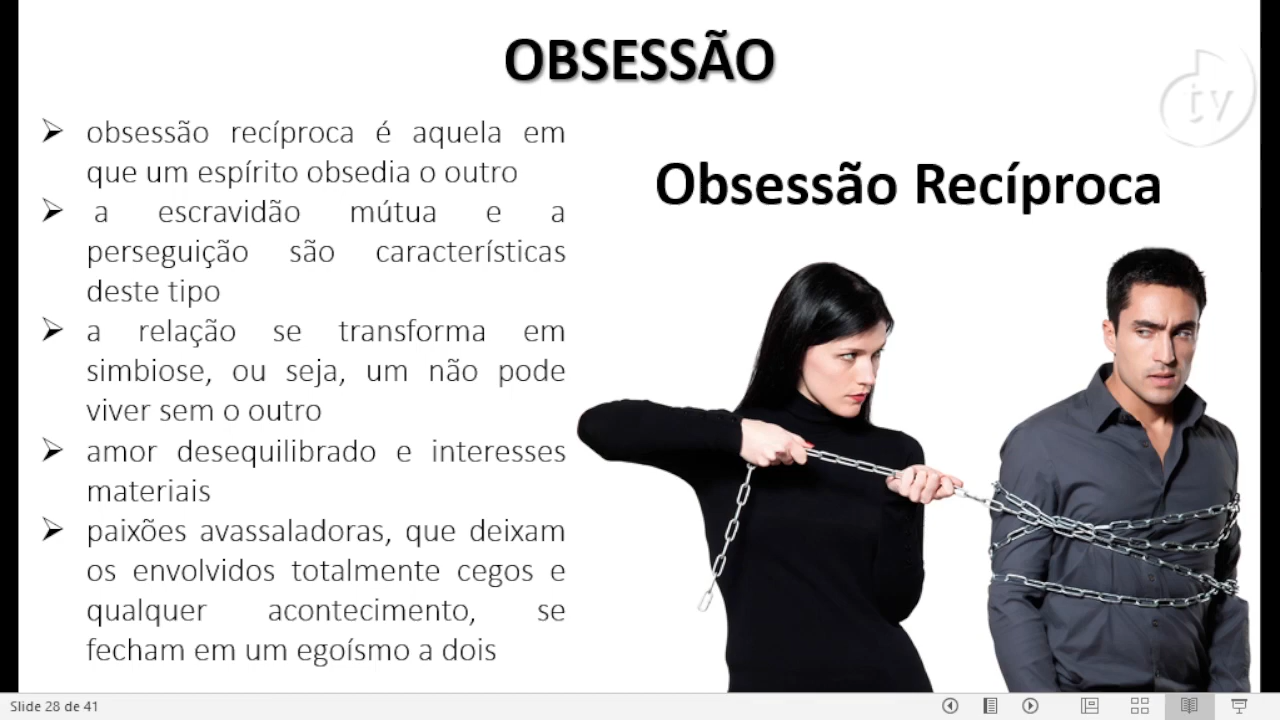 OBSESSÃO
obsessão recíproca é aquela em
que um espírito obsedia o outro
a escravidão mútua e a
perseguição são características
deste tipo
a relação se transforma em
simbiose, ou seja, um não pode
viver sem o outro
amor desequilibrado e interesses
materiais
paixões avassaladoras, que deixam
os envolvidos totalmente cegos e
qualquer acontecimento, se
fecham em um egoísmo a dois
tv
Obsessão Recíproca
Slide 28 de 41